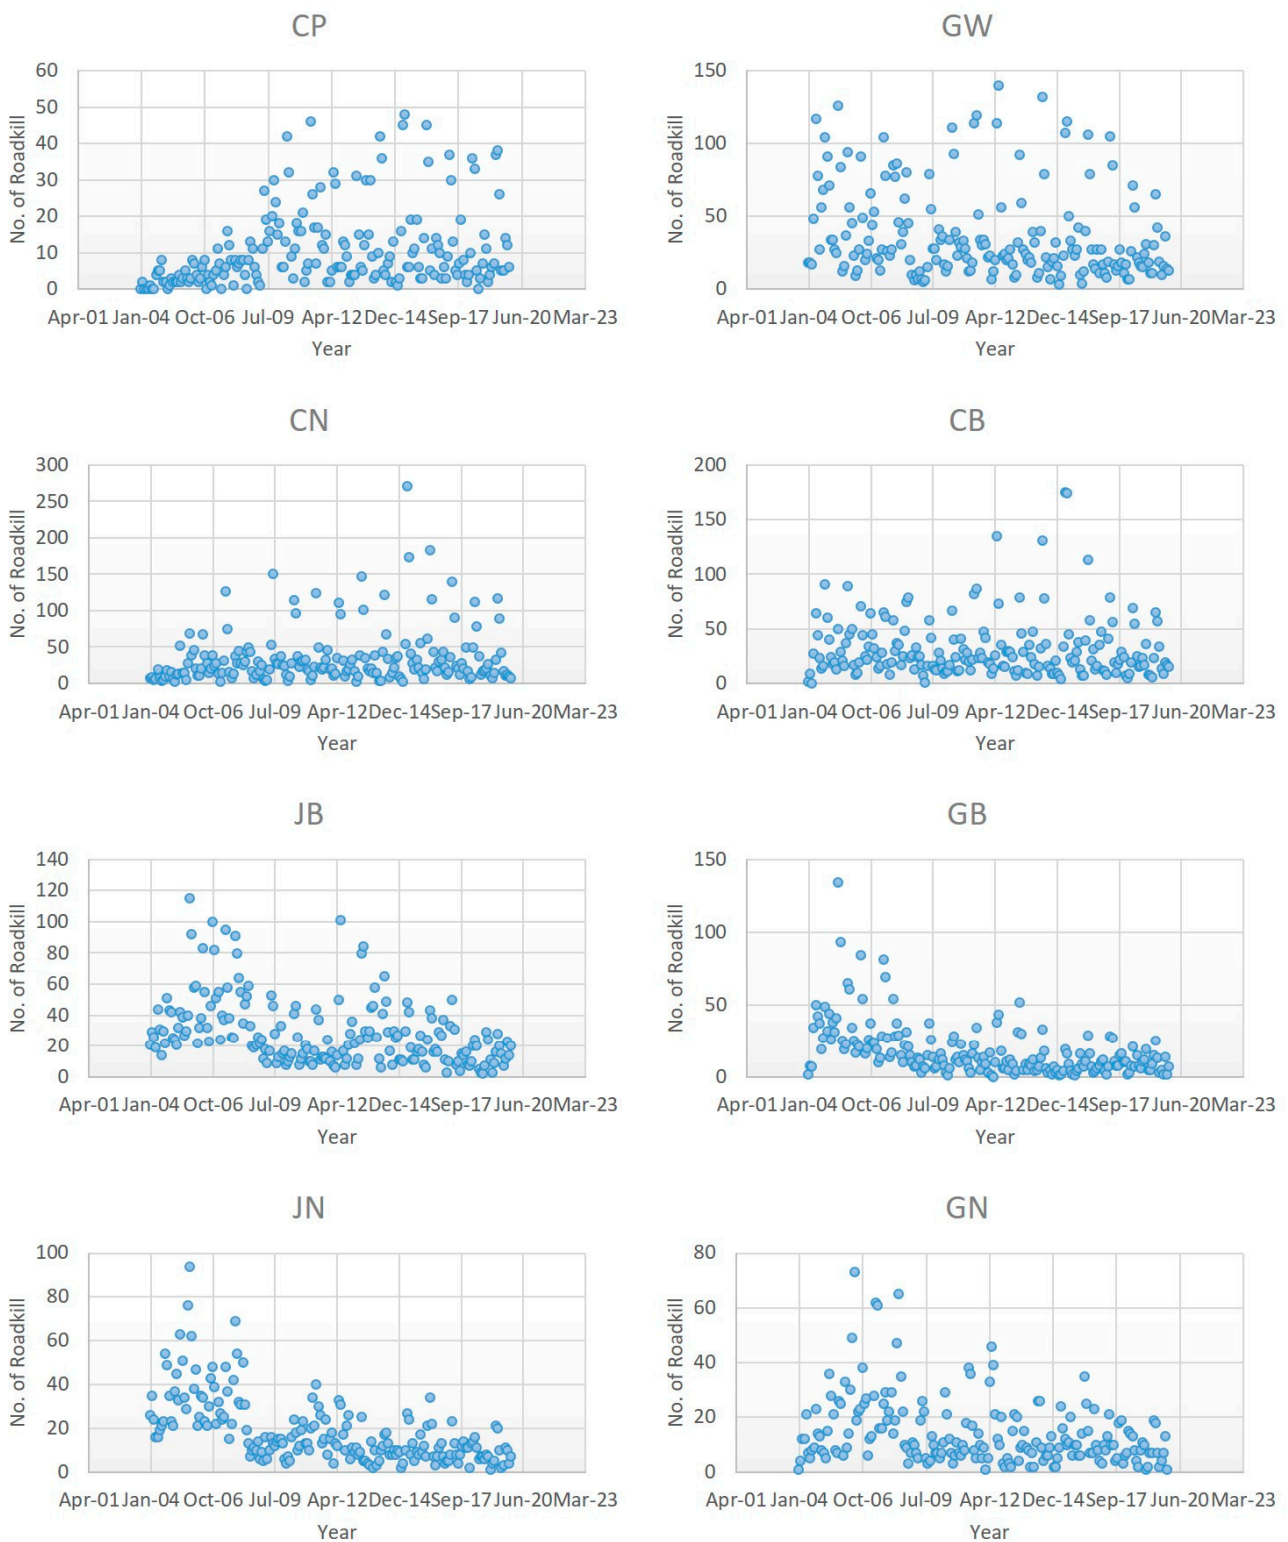 CP
60
50
40
30
20
10
0
No. of Roadkill
Apr-01 Jan-04 Oct-06 Jul-09 Apr-12 Dec-14 Sep-17 Jun-20 Mar-23
Year
GW
150
100
50
0
No. of Roadkill
Apr-01 Jan-04 Oct-06 Jul-09 Apr-12 Dec-14 Sep-17 Jun-20 Mar-23
Year
CN
300
250
200
150
100
50
0
No. of Roadkill
Apr-01 Jan-04 Oct-06 Jul-09 Apr-12 Dec-14 Sep-17 Jun-20 Mar-23
Year
CB
200
150
100
50
0
No. of Roadkill
Apr-01 Jan-04 Oct-06 Jul-09 Apr-12 Dec-14 Sep-17 Jun-20 Mar-23
Year
JB
140
120
100
80
60
40
20
0
No. of Roadkill
Apr-01 Jan-04 Oct-06 Jul-09 Apr-12 Dec-14 Sep-17 Jun-20 Mar-23
Year
GB
150
100
50
0
No. of Roadkill
Apr-01 Jan-04 Oct-06 Jul-09 Apr-12 Dec-14 Sep-17 Jun-20 Mar-23
Year
JN
100
80
60
40
20
0
No. of Roadkill
Apr-01 Jan-04 Oct-06 Jul-09 Apr-12 Dec-14 Sep-17 Jun-20 Mar-23
Year
GN
80
60
40
20
0
No. of Roadkill
Apr-01 Jan-04 Oct-06 Jul-09 Apr-12 Dec-14 Sep-17 Jun-20 Mar-23
Year